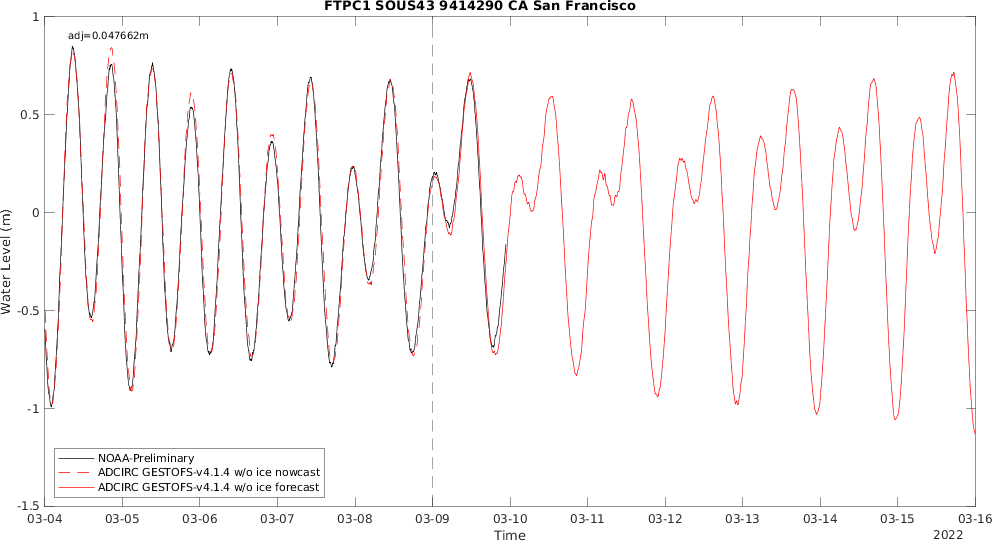 FTPC1 SOUS43 9414290 CA San Francisco
adj=0.047662m
1
0.5
0
-0.5
-1
-1.5
Water Level (m)
NOAA-Preliminary
ADCIRC GESTOFS-v4.1.4 w/o ice nowcast
ADCIRC GESTOFS-v4.1.4 w/o ice forecast
03-04 03-05 03-06 03-07 03-08 03-09 03-10 03-11 03-12 03-13 03-14 03-15 03-16
Time
2022